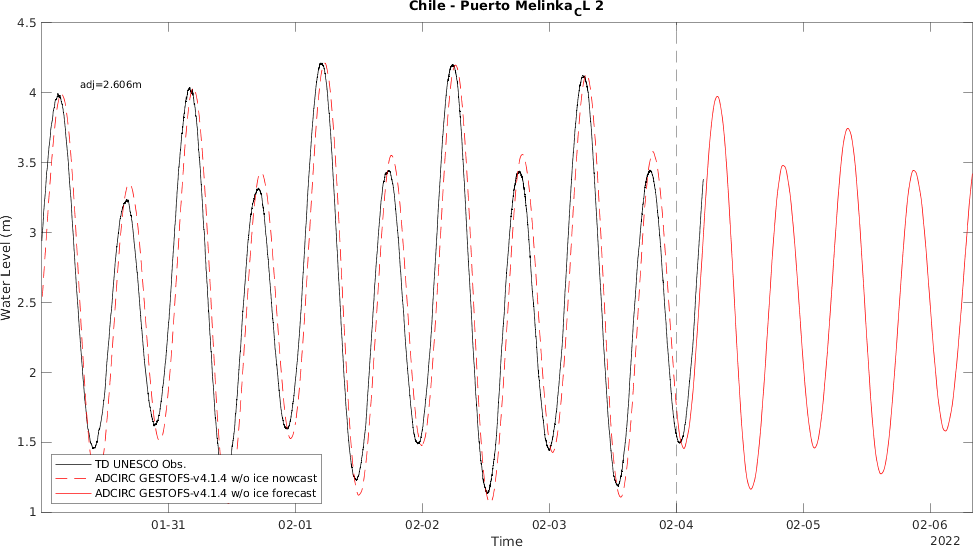 Chile - Puerto Melinka_CL 2
4.5
4
3.5
3
2.5
2
1.5
1
Water Level (m)
adj=2.606m
TD UNESCO Obs.
ADCIRC GESTOFS-v4.1.4 w/o ice nowcast
ADCIRC GESTOFS-v4.1.4 w/o ice forecast
01-31 02-01 02-02 02-03 02-04 02-05 02-06
Time
2022